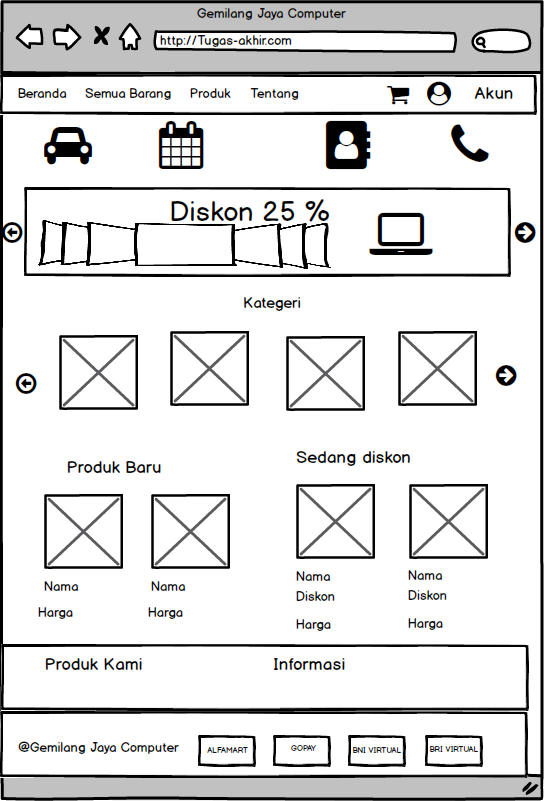 Gemilang Jaya Computer
http://Tugas-akhir.com
Beranda Semua Barang Produk Tentang Akun
Diskon 25 %
Kategeri
Produk Baru
Sedang diskon
Nama Nama Nama Nama
Diskon Diskon
Harga Harga Harga Harga
Produk Kami Informasi
@Gemilang Jaya Computer ALFAMART GOPAY BNI VIRTUAL BRI VIRTUAL